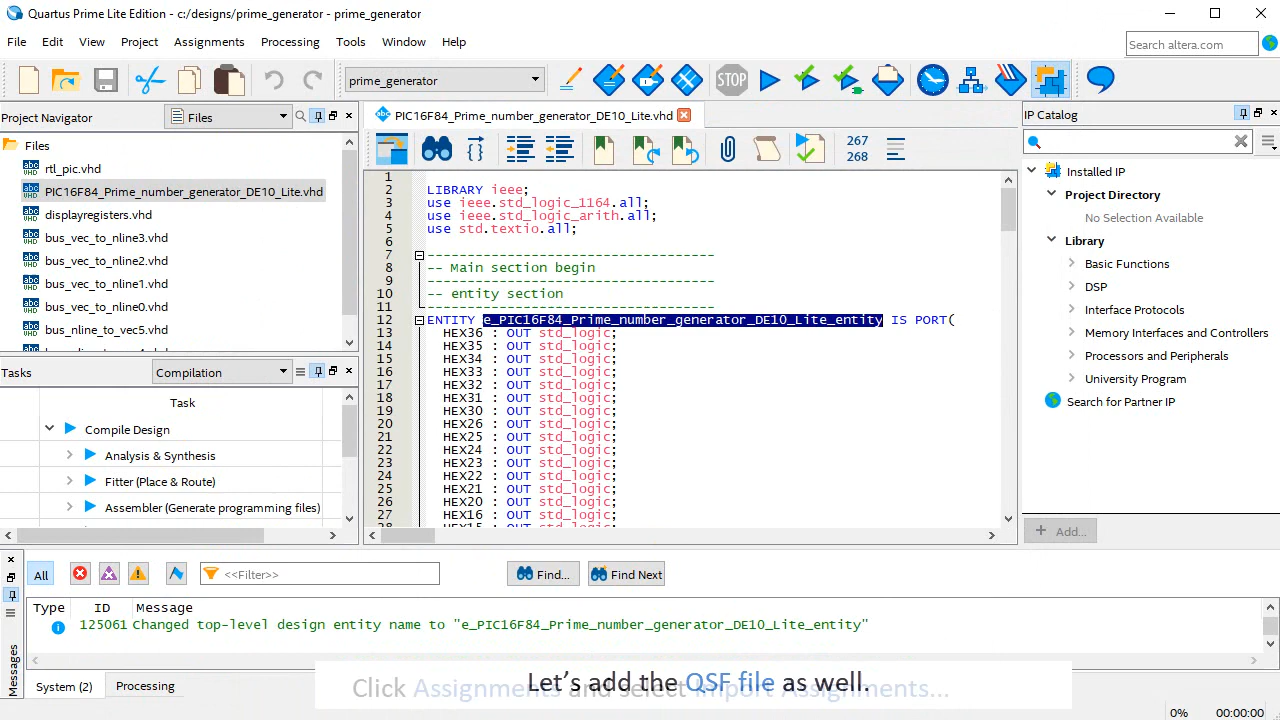 Quartus Prime Lite Edition - c:/designs/prime_generator - prime_generator
File Edit View Project Assignments Processing Tools Window Help
Search altera.com
prime_generator
STOP
Project Navigator
Files
Files
rtl_pic.vhd
PIC16F84_Prime_number_generator_DE10_Lite.vhd
displayregisters.vhd
bus_vec_to_nline3.vhd
bus_vec_to_nline2.vhd
bus_vec_to_nline1.vhd
bus_vec_to_nline0.vhd
bus_nline_to_vec5.vhd
Tasks
Compilation
Task
Compile Design
Analysis & Synthesis
Fitter (Place & Route)
Assembler (Generate programming files)
PIC16F84_Prime_number_generator_DE10_Lite.vhd
267
268
1
2 LIBRARY ieee;
3 use ieee.std_logic_1164.all;
4 use ieee.std_logic_arith.all;
5 use std.textio.all;
6
7 ------------------------------------
8 -- Main section begin
9 ------------------------------------
10 -- entity section
11 ------------------------------------
12 ENTITY e_PIC16F84_Prime_number_generator_DE10_Lite_entity IS PORT(
13 HEX36 : OUT std_logic;
14 HEX35 : OUT std_logic;
15 HEX34 : OUT std_logic;
16 HEX33 : OUT std_logic;
17 HEX32 : OUT std_logic;
18 HEX31 : OUT std_logic;
19 HEX30 : OUT std_logic;
20 HEX26 : OUT std_logic;
21 HEX25 : OUT std_logic;
22 HEX24 : OUT std_logic;
23 HEX23 : OUT std_logic;
24 HEX22 : OUT std_logic;
25 HEX21 : OUT std_logic;
26 HEX20 : OUT std_logic;
27 HEX16 : OUT std_logic;
28 HEX15 : OUT std_logic;
IP Catalog
Installed IP
Project Directory
No Selection Available
Library
Basic Functions
DSP
Interface Protocols
Memory Interfaces and Controllers
Processors and Peripherals
University Program
Search for Partner IP
+ Add...
Messages
All
<<Filter>>
Find...
Find Next
Type ID Message
125061 Changed top-level design entity name to "e_PIC16F84_Prime_number_generator_DE10_Lite_entity"
System (2) Processing
Click Assignments and select Import Assignments...
Let's add the QSF file as well.
0% 00:00:00